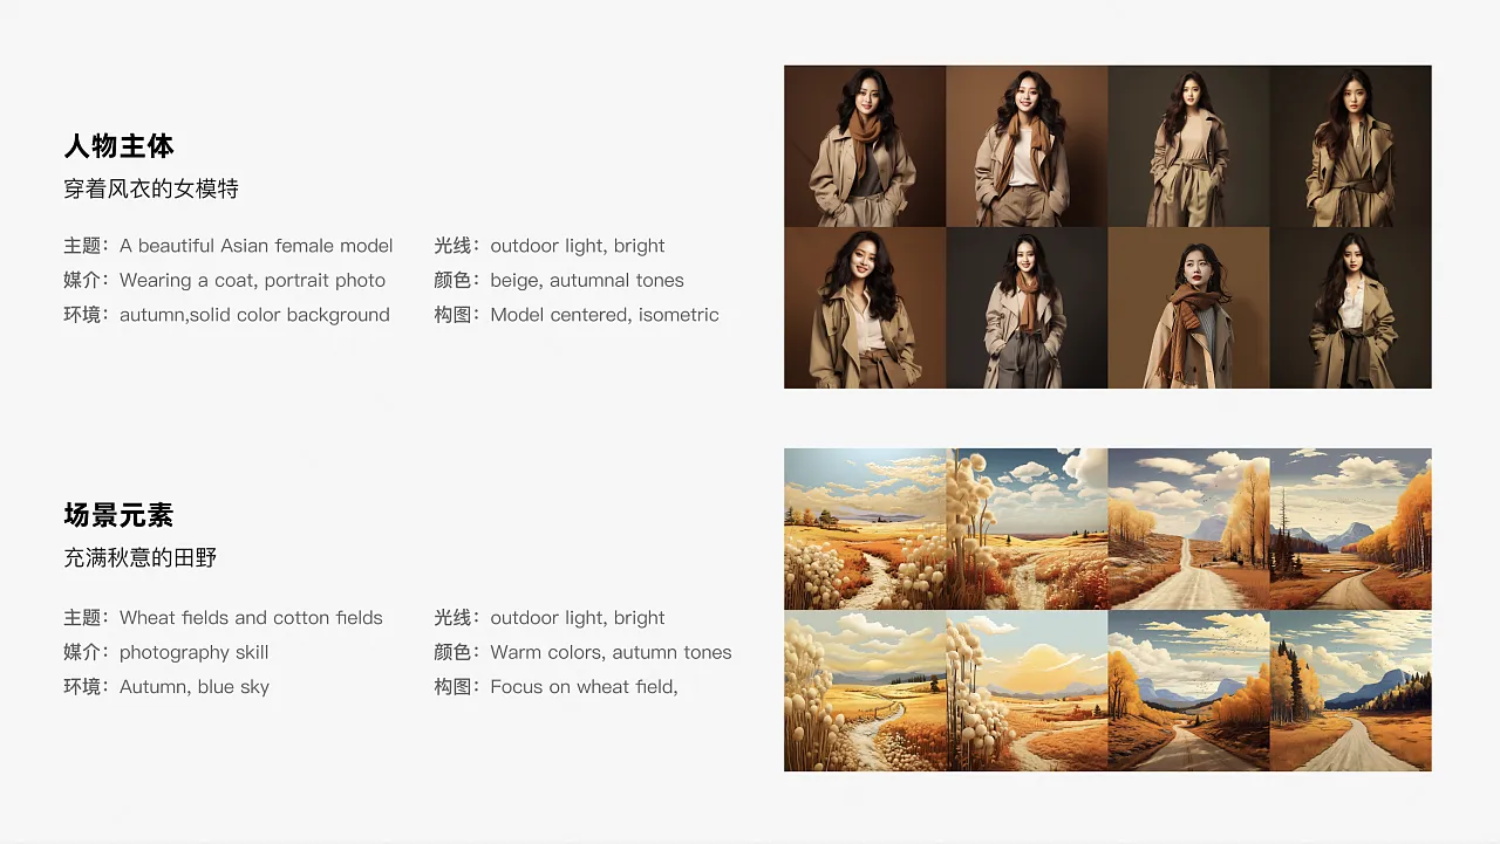 人物主体
穿着风衣的女模特
主题：A beautiful Asian female model
媒介：Wearing a coat, portrait photo
环境：autumn,solid color background
光线：outdoor light, bright
颜色：beige, autumnal tones
构图：Model centered, isometric
场景元素
充满秋意的田野
主题：Wheat fields and cotton fields
媒介：photography skill
环境：Autumn, blue sky
光线：outdoor light, bright
颜色：Warm colors, autumn tones
构图：Focus on wheat field,